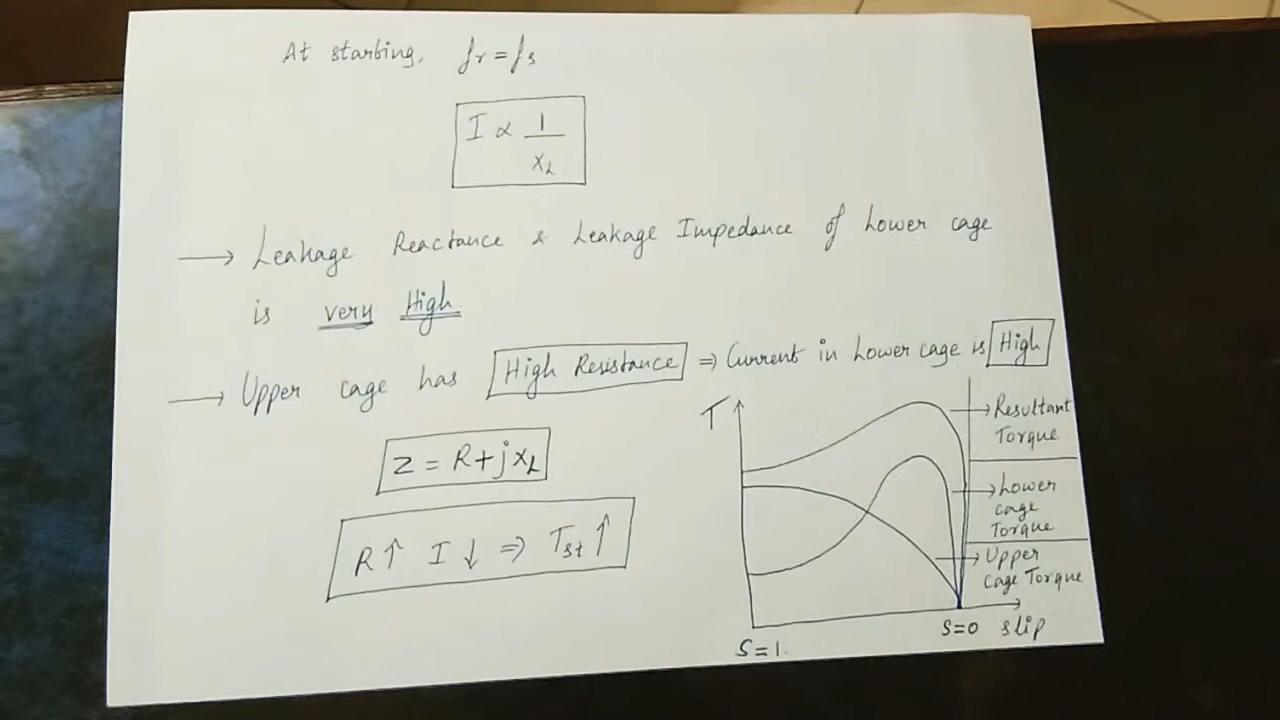 At starting, fr = fs
I ∝ 1
XL
→ Leakage Reactance & Leakage Impedance of Lower cage
is very High
→ Upper cage has High Resistance ⇒ Current in Lower cage is High
Z = R + jXL
R↑ I↓ ⇒ Tst↑
T
Resultant
Torque
Lower
cage
Torque
Upper
cage Torque
S=0 slip
S=1.